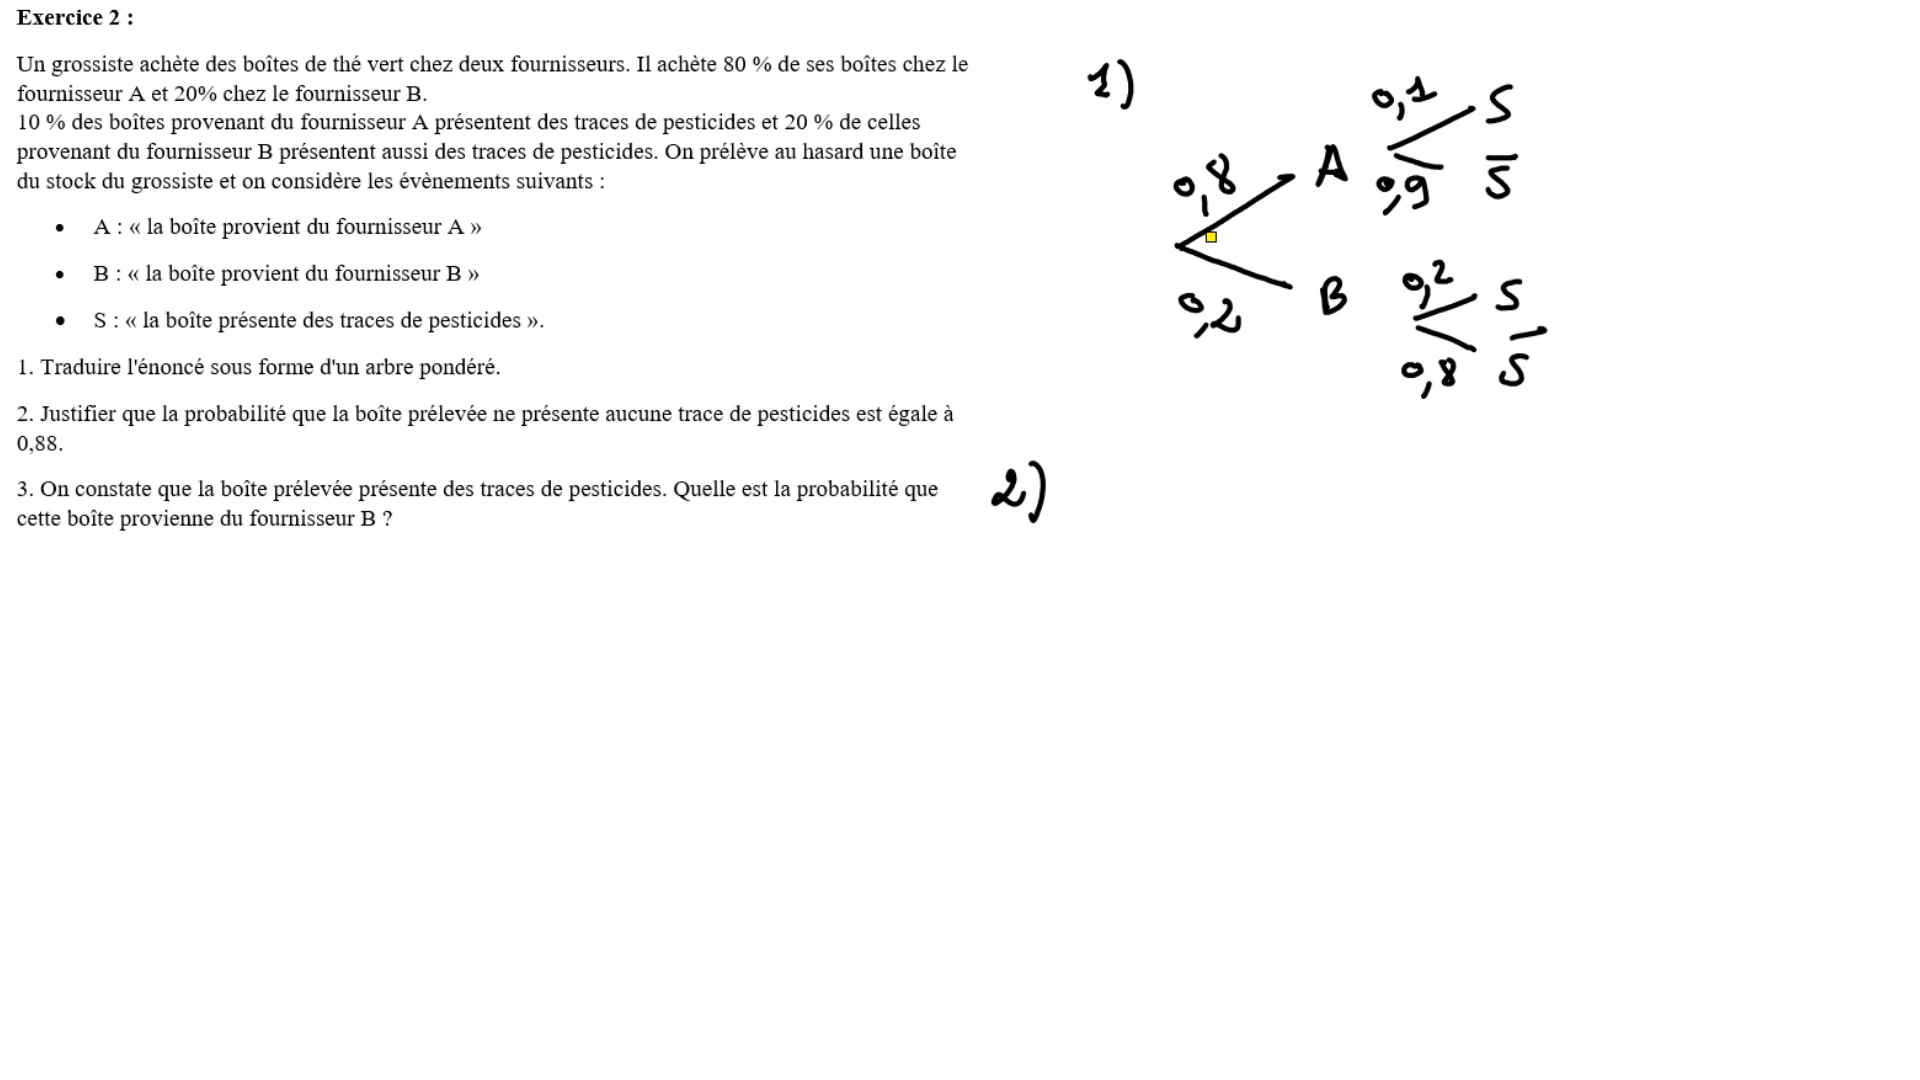 Exercice 2 :
Un grossiste achète des boîtes de thé vert chez deux fournisseurs. Il achète 80 % de ses boîtes chez le
fournisseur A et 20% chez le fournisseur B.
10 % des boîtes provenant du fournisseur A présentent des traces de pesticides et 20 % de celles
provenant du fournisseur B présentent aussi des traces de pesticides. On prélève au hasard une boîte
du stock du grossiste et on considère les évènements suivants :
• A : « la boîte provient du fournisseur A »
• B : « la boîte provient du fournisseur B »
• S : « la boîte présente des traces de pesticides ».
1. Traduire l'énoncé sous forme d'un arbre pondéré.
2. Justifier que la probabilité que la boîte prélevée ne présente aucune trace de pesticides est égale à
0,88.
3. On constate que la boîte prélevée présente des traces de pesticides. Quelle est la probabilité que
cette boîte provienne du fournisseur B ?
1)
0,1 S
0,8 A
0,9 S̅
0,2 S
0,2 B
0,8 S̅
2)